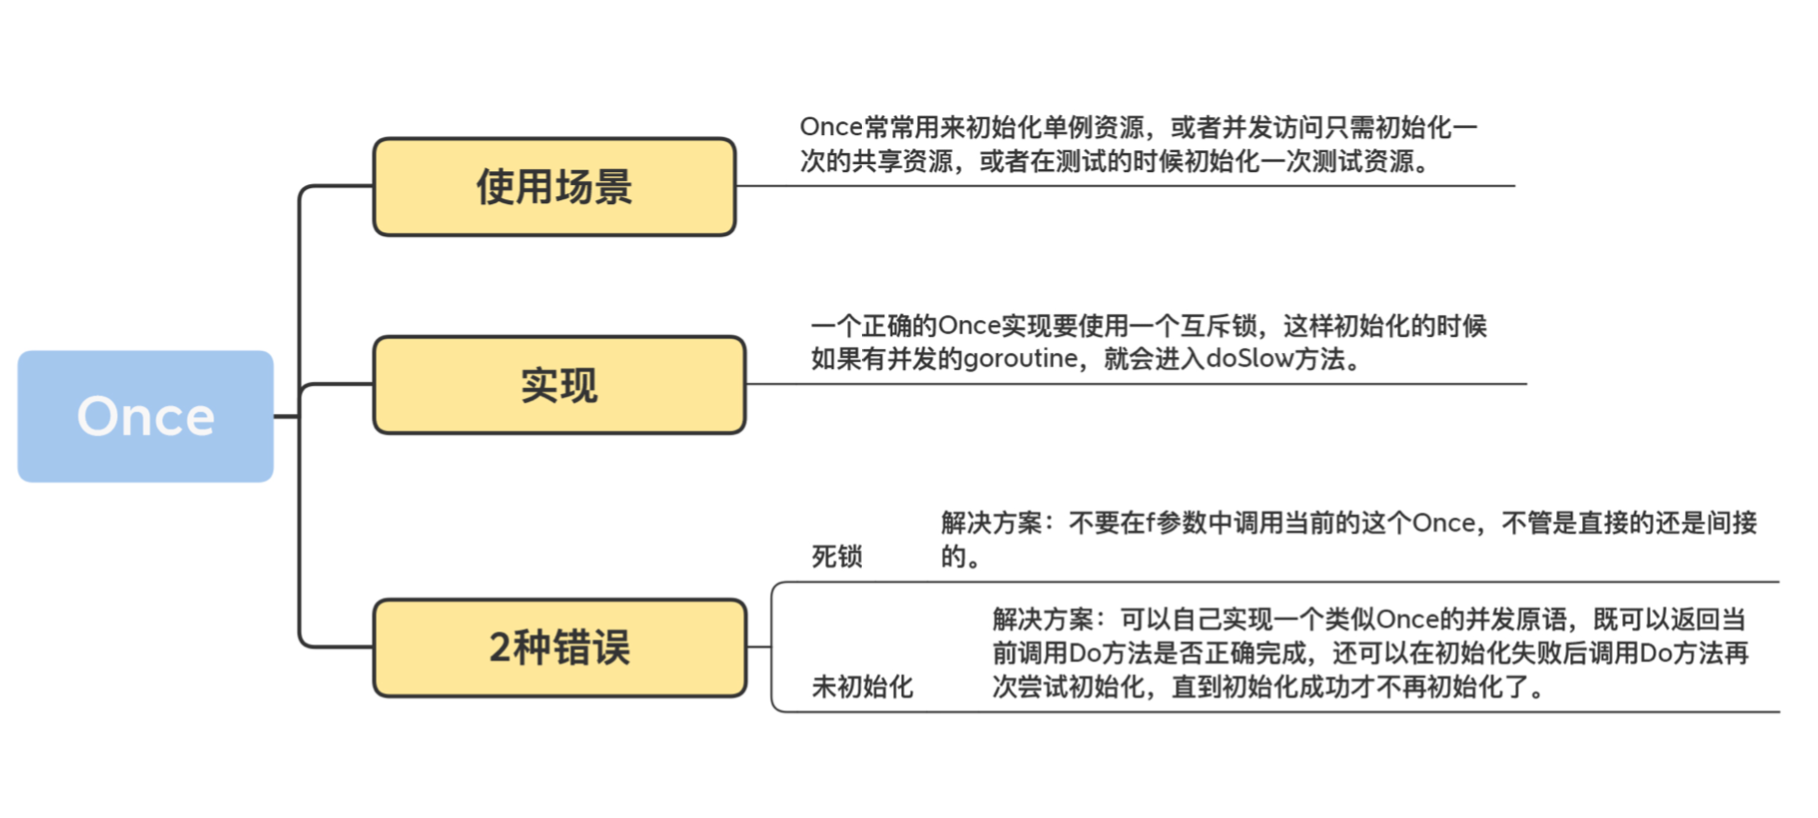 Once
使用场景
Once常常用来初始化单例资源，或者并发访问只需初始化一
次的共享资源，或者在测试的时候初始化一次测试资源。
实现
一个正确的Once实现要使用一个互斥锁，这样初始化的时候
如果有并发的goroutine，就会进入doSlow方法。
2种错误
死锁
解决方案：不要在f参数中调用当前的这个Once，不管是直接的还是间接
的。
未初始化
解决方案：可以自己实现一个类似Once的并发原语，既可以返回当
前调用Do方法是否正确完成，还可以在初始化失败后调用Do方法再
次尝试初始化，直到初始化成功才不再初始化了。